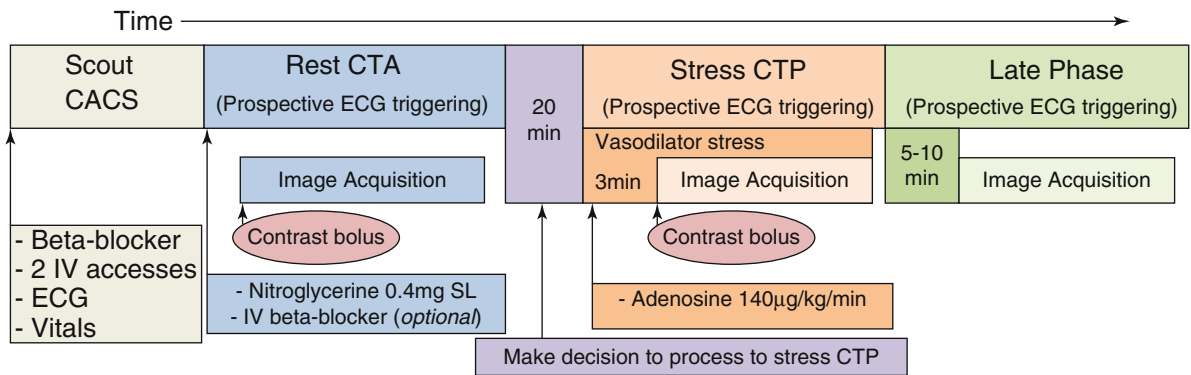 Time
Scout
CACS
Rest CTA
(Prospective ECG triggering)
20
min
Stress CTP
(Prospective ECG triggering)
Late Phase
(Prospective ECG triggering)
Vasodilator stress
3min
Image Acquisition
Image Acquisition
5-10
min
Image Acquisition
Contrast bolus
Contrast bolus
- Beta-blocker
- 2 IV accesses
- ECG
- Vitals
- Nitroglycerine 0.4mg SL
- IV beta-blocker (optional)
- Adenosine 140μg/kg/min
Make decision to process to stress CTP